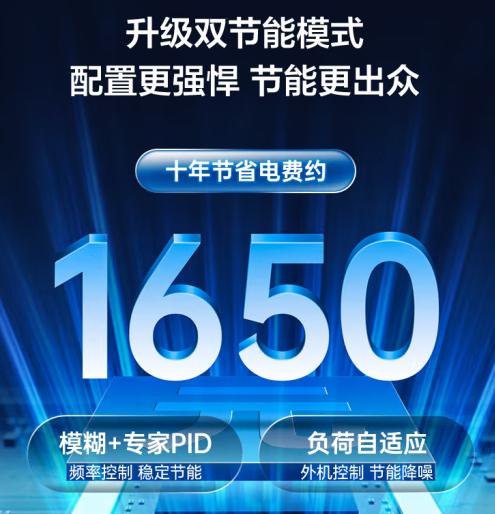 升级双节能模式
配置更强悍 节能更出众
十年节省电费约
1650
模糊+专家PID
频率控制 稳定节能
负荷自适应
外机控制 节能降噪